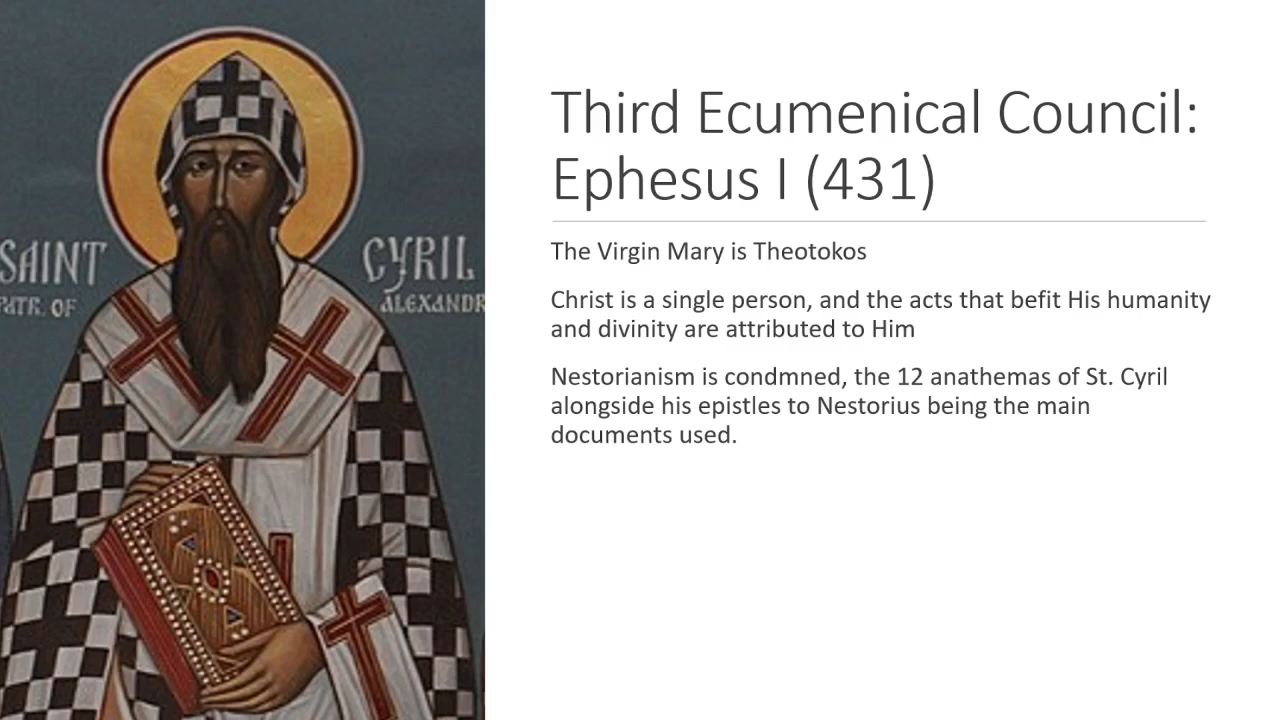 SAINT CYRIL
PATR. OF ALEXANDR
Third Ecumenical Council:
Ephesus I (431)
The Virgin Mary is Theotokos
Christ is a single person, and the acts that befit His humanity
and divinity are attributed to Him
Nestorianism is condmned, the 12 anathemas of St. Cyril
alongside his epistles to Nestorius being the main
documents used.